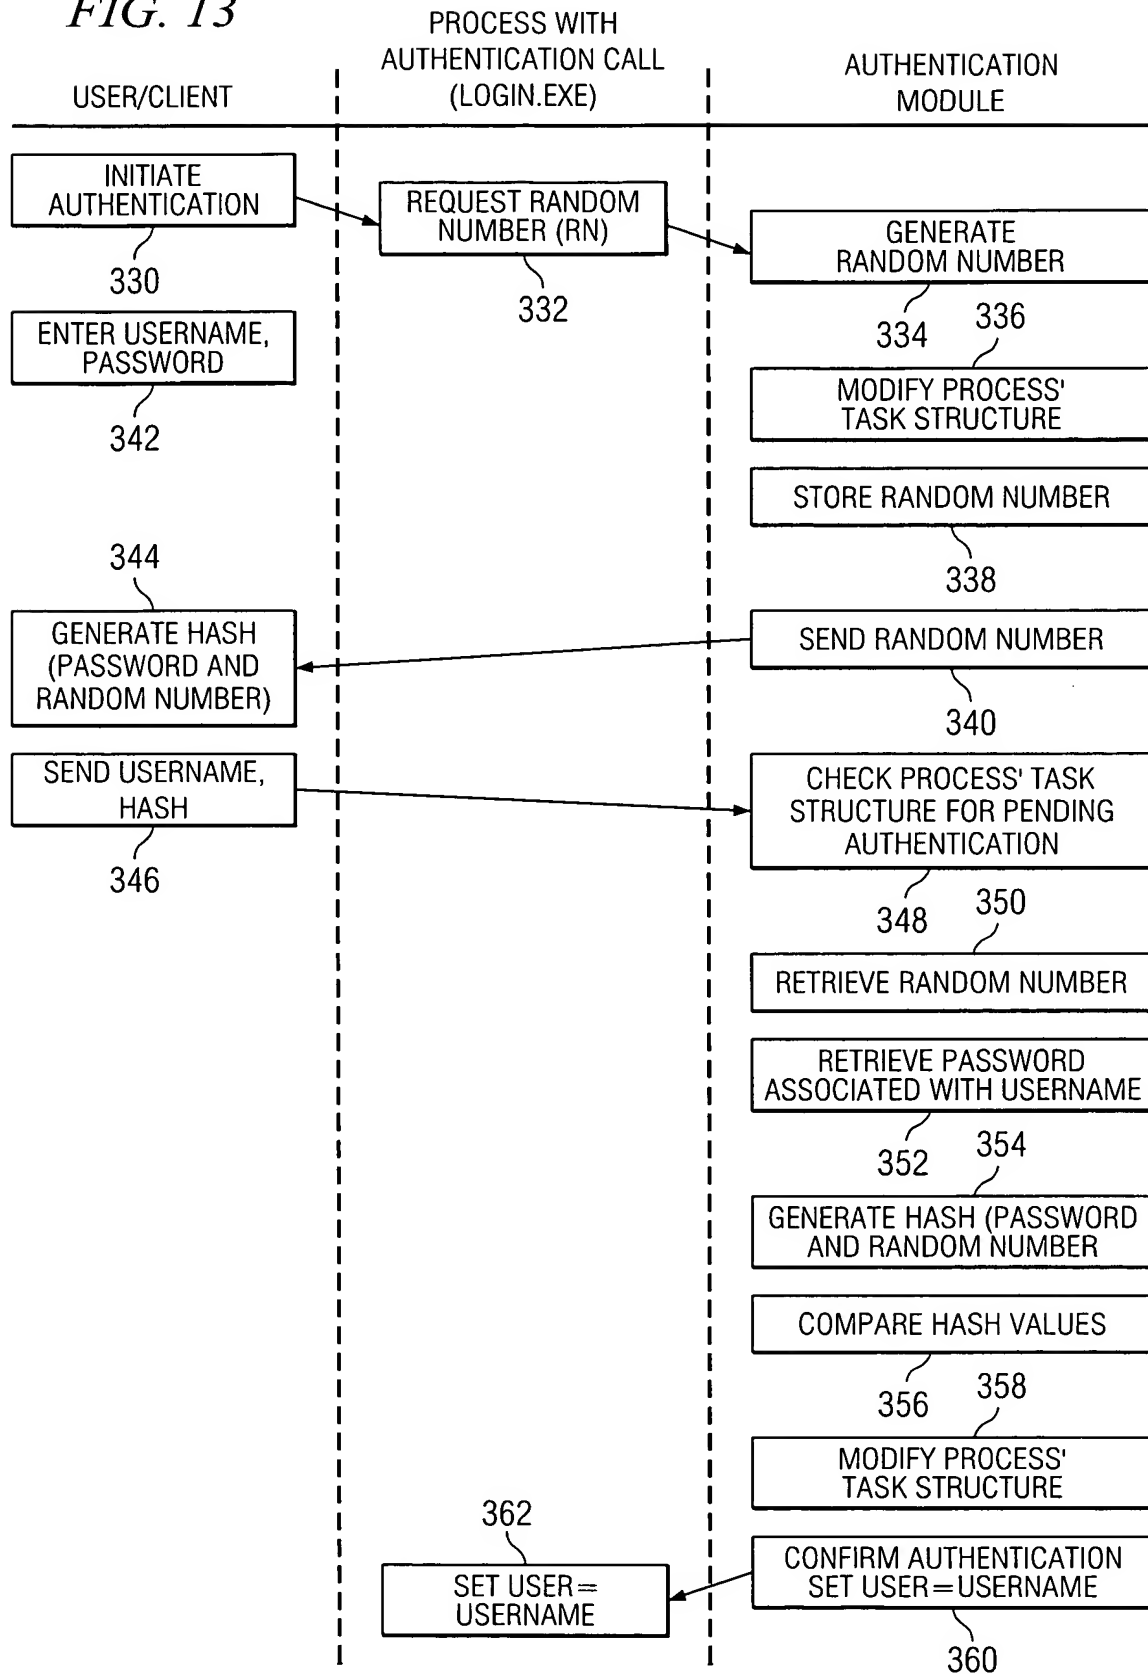 FIG. 13
USER/CLIENT
PROCESS WITH
AUTHENTICATION CALL
(LOGIN.EXE)
AUTHENTICATION
MODULE
INITIATE
AUTHENTICATION
330
REQUEST RANDOM
NUMBER (RN)
332
GENERATE
RANDOM NUMBER
334
336
ENTER USERNAME,
PASSWORD
342
MODIFY PROCESS'
TASK STRUCTURE
STORE RANDOM NUMBER
338
344
GENERATE HASH
(PASSWORD AND
RANDOM NUMBER)
SEND RANDOM NUMBER
340
SEND USERNAME,
HASH
346
CHECK PROCESS' TASK
STRUCTURE FOR PENDING
AUTHENTICATION
348
350
RETRIEVE RANDOM NUMBER
RETRIEVE PASSWORD
ASSOCIATED WITH USERNAME
352
354
GENERATE HASH (PASSWORD
AND RANDOM NUMBER
COMPARE HASH VALUES
356
358
MODIFY PROCESS'
TASK STRUCTURE
362
SET USER=
USERNAME
CONFIRM AUTHENTICATION
SET USER=USERNAME
360